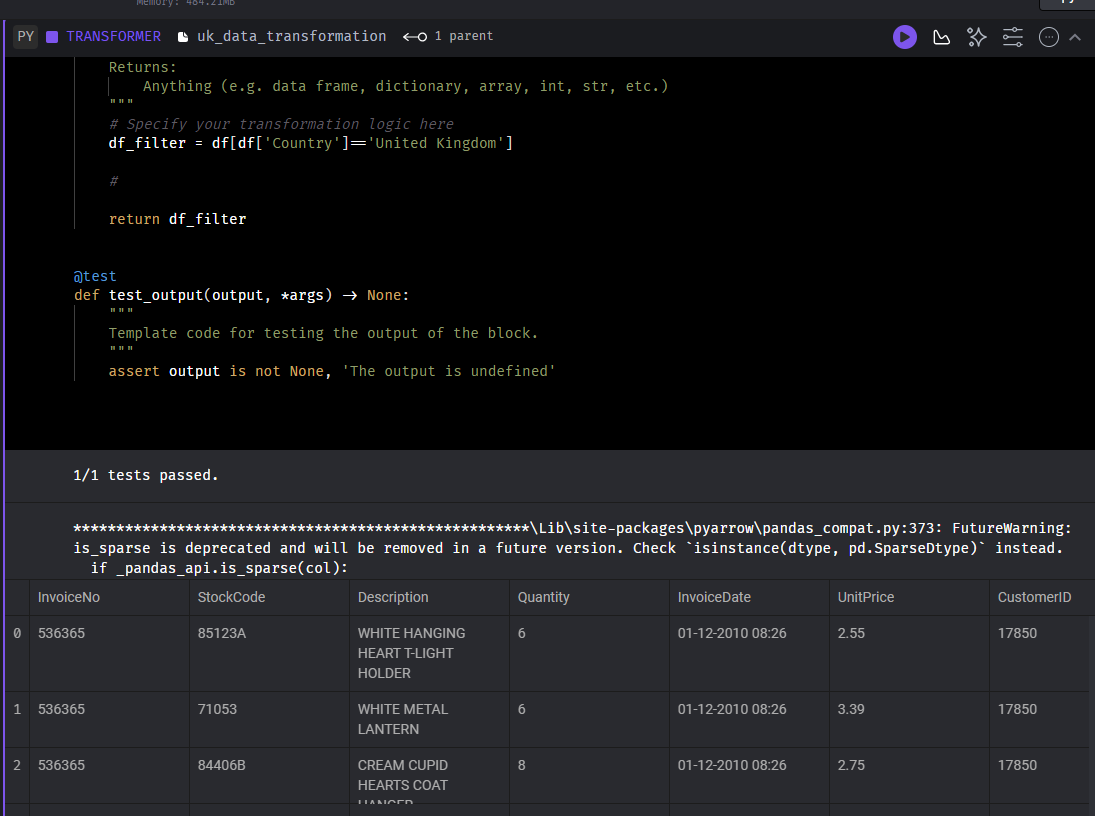 Memory: 484.21MB
PY TRANSFORMER uk_data_transformation 1 parent
Returns:
Anything (e.g. data frame, dictionary, array, int, str, etc.)
"""
# Specify your transformation logic here
df_filter = df[df['Country']=='United Kingdom']
#
return df_filter
@test
def test_output(output, *args) -> None:
"""
Template code for testing the output of the block.
"""
assert output is not None, 'The output is undefined'
1/1 tests passed.
*****************************************************\Lib\site-packages\pyarrow\pandas_compat.py:373: FutureWarning:
is_sparse is deprecated and will be removed in a future version. Check `isinstance(dtype, pd.SparseDtype)` instead.
if _pandas_api.is_sparse(col):
InvoiceNo StockCode Description Quantity InvoiceDate UnitPrice CustomerID
0 536365 85123A WHITE HANGING 6 01-12-2010 08:26 2.55 17850
HEART T-LIGHT
HOLDER
1 536365 71053 WHITE METAL 6 01-12-2010 08:26 3.39 17850
LANTERN
2 536365 84406B CREAM CUPID 8 01-12-2010 08:26 2.75 17850
HEARTS COAT
HANGER